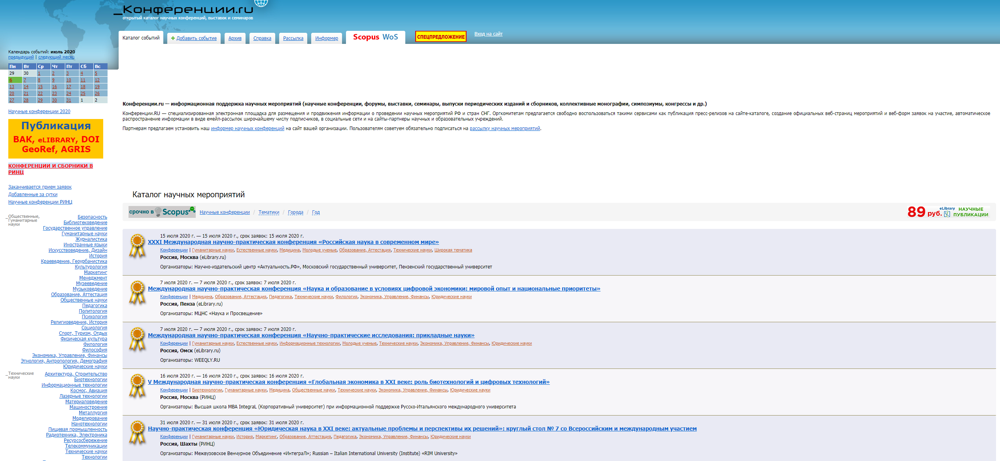 _Конференции.ru
открытый каталог научных конференций, выставок и семинаров
Каталог событий
Добавить событие
Архив
Справка
Рассылка
Информер
Scopus WoS
СПЕЦПРЕДЛОЖЕНИЕ
Вход на сайт
Календарь событий: июль 2020
предыдущий | следующий месяц
Пн Вт Ср Чт Пт Сб Вс
29 30 1 2 3 4 5
6 7 8 9 10 11 12
13 14 15 16 17 18 19
20 21 22 23 24 25 26
27 28 29 30 31 1 2
Научные конференции 2020
Публикация
ВАК, eLIBRARY, DOI
GeoRef, AGRIS
КОНФЕРЕНЦИИ И СБОРНИКИ В
РИНЦ
Заканчивается прием заявок
Добавленные за сутки
Научные конференции РИНЦ
_Общественные,
Гуманитарные
науки
Безопасность
Библиотековедение
Государственное управление
Гуманитарные науки
Журналистика
Иностранные языки
Искусствоведение, Дизайн
История
Краеведение, Геоурбанистика
Культурология
Маркетинг
Менеджмент
Музееведение
Музыковедение
Образование, Аттестация
Общественные науки
Педагогика
Политология
Психология
Религиоведение, История
Социология
Спорт, Туризм, Отдых
Физическая культура
Филология
Философия
Экономика, Управление, Финансы
Этнология, Антропология, Демография
Юридические науки
_Технические
науки
Архитектура, Строительство
Биотехнологии
Информационные технологии
Космос, Авиация
Лазерные технологии
Материаловедение
Машиностроение
Металлургия
Моделирование
Нанотехнологии
Пищевая промышленность
Радиотехника, Электроника
Ресурсосбережение
Телекоммуникации
Технические науки
Технологии
Конференции.ru — информационная поддержка научных мероприятий (научные конференции, форумы, выставки, семинары, выпуски периодических изданий и сборников, коллективные монографии, симпозиумы, конгрессы и др.)
Конференции.RU — специализированная электронная площадка для размещения и продвижения информации о проведении научных мероприятий РФ и стран СНГ. Оргкомитетам предлагается свободно воспользоваться такими сервисами как публикация пресс-релизов на сайте-каталоге, создание официальных веб-страниц мероприятий и веб-форм заявок на участие, автоматическое
распространение информации в виде емейл-рассылок широчайшему числу подписчиков, в социальные сети и на сайты-партнеры научных и образовательных учреждений.
Партнерам предлагаем установить наш информер научных конференций на сайт вашей организации. Пользователям советуем обязательно подписаться на рассылку научных мероприятий.
Каталог научных мероприятий
срочно в Scopus
Научные конференции / Тематики / Города / Год
89 руб. eLibrary НАУЧНЫЕ
ПУБЛИКАЦИИ
15 июля 2020 г. — 15 июля 2020 г., срок заявок: 15 июля 2020 г.
XXXI Международная научно-практическая конференция «Российская наука в современном мире»
Конференции | Гуманитарные науки, Естественные науки, Медицина, Молодые ученые, Образование, Аттестация, Технические науки, Широкая тематика
Россия, Москва (eLibrary.ru)
Организаторы: Научно-издательский центр «Актуальность.РФ», Московский государственный университет, Пензенский государственный университет
7 июля 2020 г. — 7 июля 2020 г., срок заявок: 7 июля 2020 г.
Международная научно-практическая конференция «Наука и образование в условиях цифровой экономики: мировой опыт и национальные приоритеты»
Конференции | Медицина, Образование, Аттестация, Педагогика, Технические науки, Филология, Экономика, Управление, Финансы, Юридические науки
Россия, Пенза (eLibrary.ru)
Организаторы: МЦНС «Наука и Просвещение»
7 июля 2020 г. — 7 июля 2020 г., срок заявок: 7 июля 2020 г.
Международная научно-практическая конференция «Научно-практические исследования: прикладные науки»
Конференции | Гуманитарные науки, Естественные науки, Информационные технологии, Молодые ученые, Технические науки, Экономика, Управление, Финансы, Юридические науки
Россия, Омск (eLibrary.ru)
Организаторы: WEEQLY.RU
16 июля 2020 г. — 16 июля 2020 г., срок заявок: 16 июля 2020 г.
V Международная научно-практическая конференция «Глобальная экономика в XXI веке: роль биотехнологий и цифровых технологий»
Конференции | Биотехнологии, Гуманитарные науки, Медицина, Общественные науки, Технические науки, Экономика, Управление, Финансы, Юридические науки
Россия, Москва (РИНЦ)
Организаторы: Высшая школа MBA IntegraL (Корпоративный университет) при информационной поддержке Русско-Итальянского международного университета
31 июля 2020 г. — 31 июля 2020 г., срок заявок: 31 июля 2020 г.
Научно-практическая конференция «Юридическая наука в XXI веке: актуальные проблемы и перспективы их решений»: круглый стол № 7 со Всероссийским и международным участием
Конференции | Гуманитарные науки, История, Маркетинг, Образование, Аттестация, Педагогика, Экономика, Управление, Финансы, Юридические науки
Россия, Шахты (РИНЦ)
Организаторы: Межвузовское Венчурное Объединение «ИнтеграЛ»; Russian – Italian International University (Institute) «RIM University»